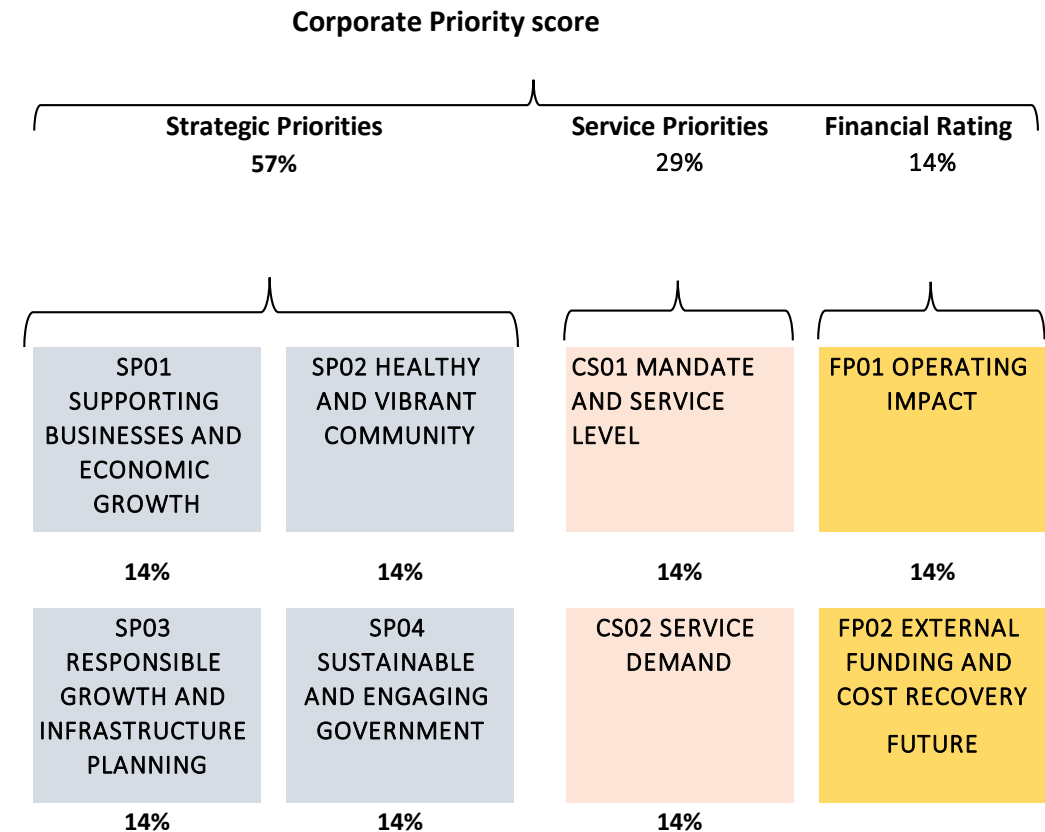 Corporate Priority score
Strategic Priorities
57%
Service Priorities
29%
Financial Rating
14%
SP01
SUPPORTING
BUSINESSES AND
ECONOMIC
GROWTH
14%
SP02 HEALTHY
AND VIBRANT
COMMUNITY
14%
CS01 MANDATE
AND SERVICE
LEVEL
14%
FP01 OPERATING
IMPACT
14%
SP03
RESPONSIBLE
GROWTH AND
INFRASTRUCTURE
PLANNING
14%
SP04
SUSTAINABLE
AND ENGAGING
GOVERNMENT
14%
CS02 SERVICE
DEMAND
14%
FP02 EXTERNAL
FUNDING AND
COST RECOVERY
FUTURE